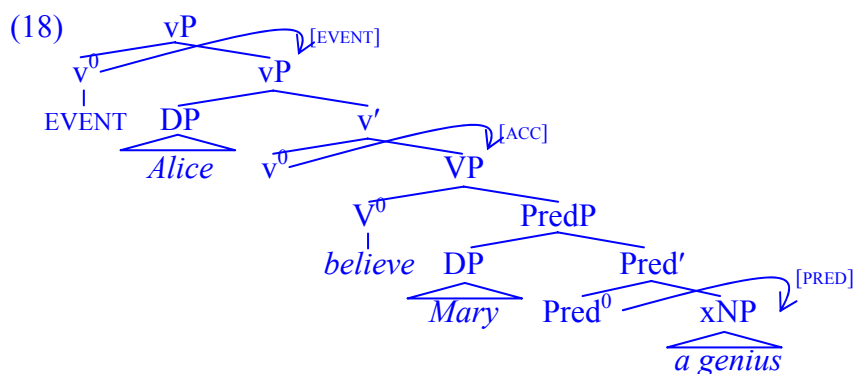 (18) vP
[EVENT]
v⁰ vP
EVENT DP v′
[ACC]
Alice v⁰ VP
V⁰ PredP
believe DP Pred′
[PRED]
Mary Pred⁰ xNP
a genius